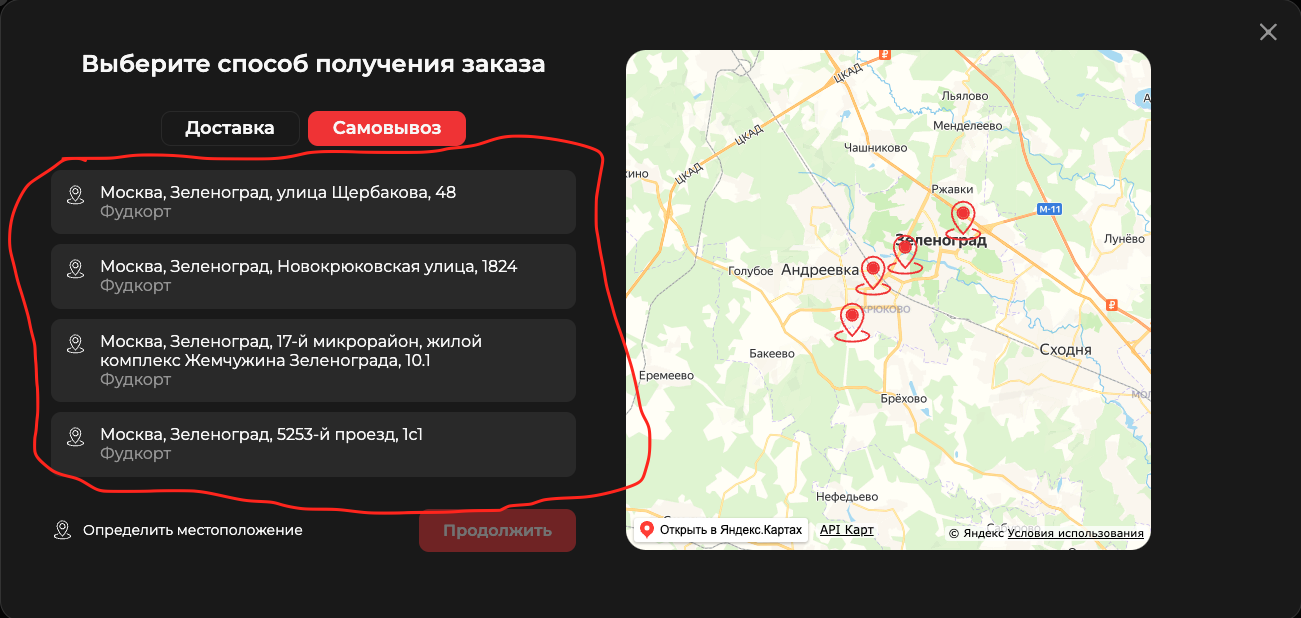 Выберите способ получения заказа
Доставка
Самовывоз
Москва, Зеленоград, улица Щербакова, 48
Фудкорт
Москва, Зеленоград, Новокрюковская улица, 1824
Фудкорт
Москва, Зеленоград, 17-й микрорайон, жилой
комплекс Жемчужина Зеленограда, 10.1
Фудкорт
Москва, Зеленоград, 5253-й проезд, 1с1
Фудкорт
Определить местоположение
Продолжить
ЦКАД
Льялово
ЦКАД
Менделеево
Чашниково
ЦКАД
Ржавки
М-11
Зеленоград
Лунёво
Голубое
Андреевка
КРЮКОВО
Сходня
Бакеево
Еремеево
Брёхово
Нефедьево
Открыть в Яндекс.Картах
API Карт
© Яндекс Условия использования